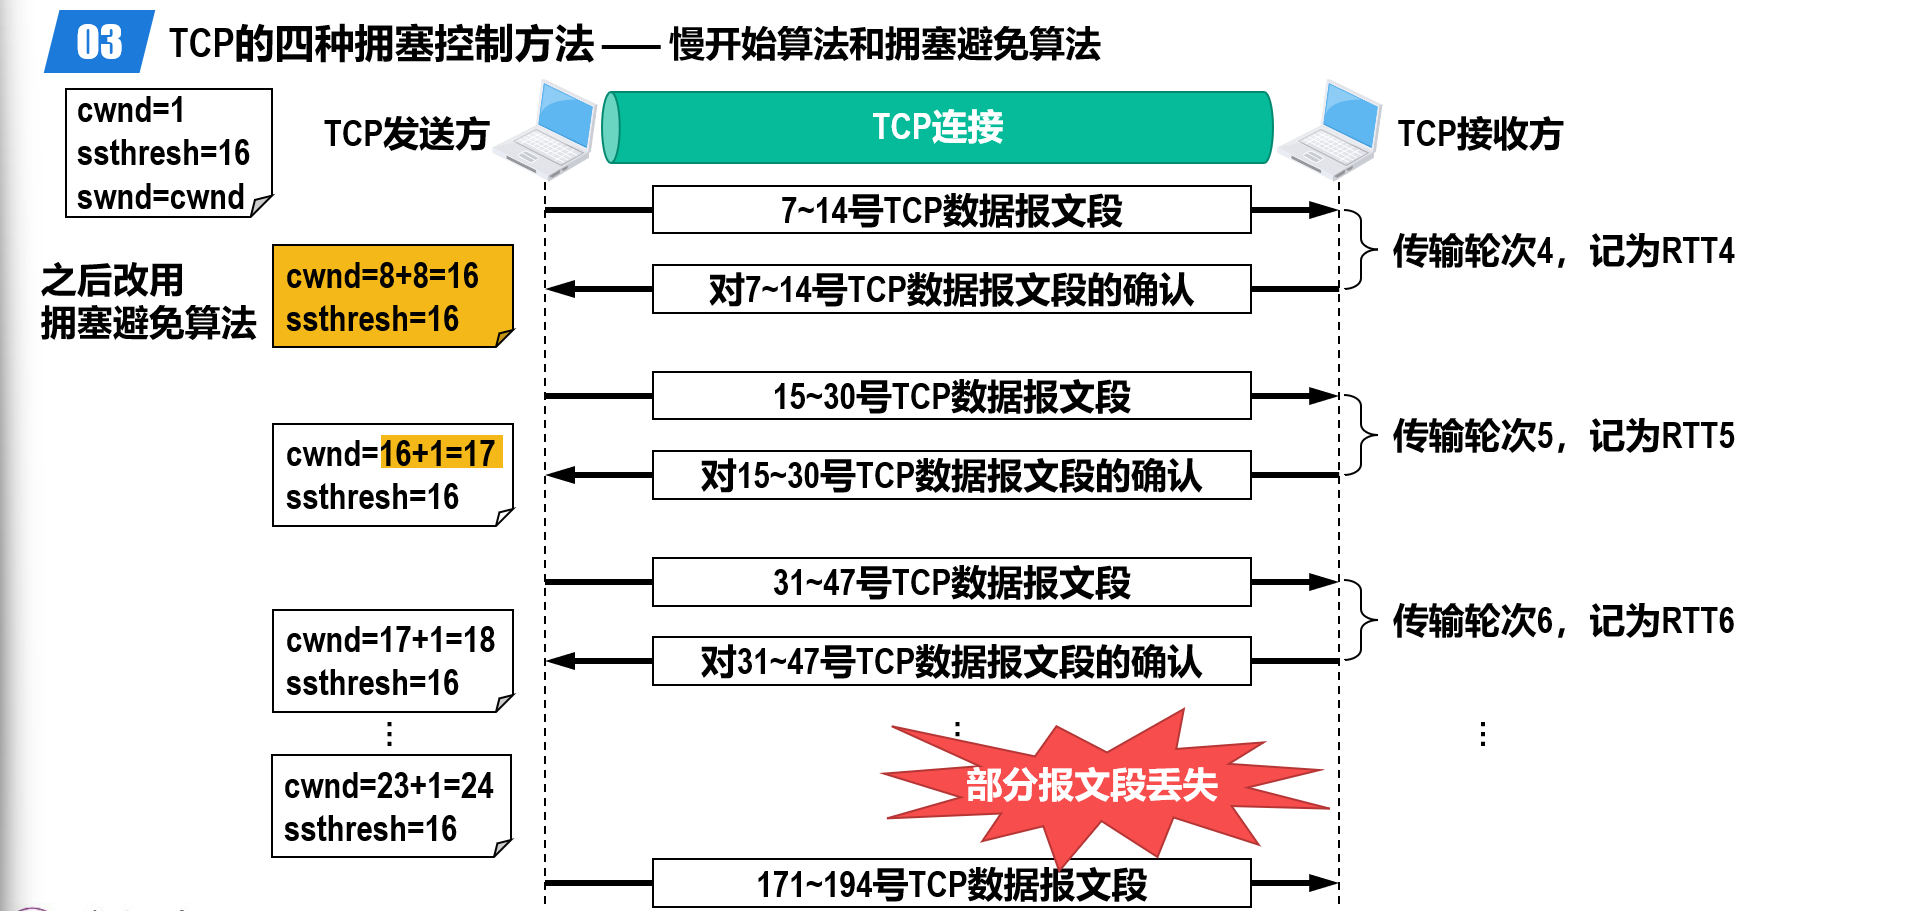 03 TCP的四种拥塞控制方法 —— 慢开始算法和拥塞避免算法
cwnd=1
ssthresh=16
swnd=cwnd
TCP发送方
TCP连接
TCP接收方
7~14号TCP数据报文段
对7~14号TCP数据报文段的确认
传输轮次4，记为RTT4
之后改用
拥塞避免算法
cwnd=8+8=16
ssthresh=16
15~30号TCP数据报文段
对15~30号TCP数据报文段的确认
传输轮次5，记为RTT5
cwnd=16+1=17
ssthresh=16
31~47号TCP数据报文段
对31~47号TCP数据报文段的确认
传输轮次6，记为RTT6
cwnd=17+1=18
ssthresh=16
⋮ ⋮ ⋮
部分报文段丢失
cwnd=23+1=24
ssthresh=16
171~194号TCP数据报文段